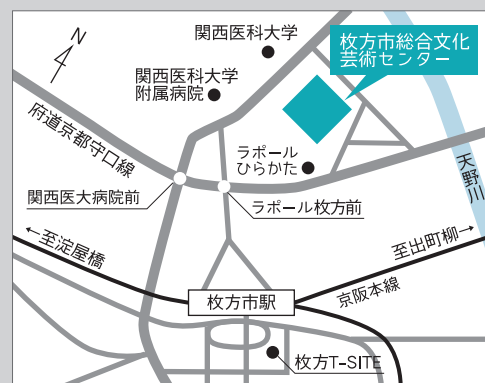 N
関西医科大学
枚方市総合文化
芸術センター
関西医科大学
附属病院
府道京都守口線
ラポール
ひらかた
天野川
関西医大病院前
ラポール枚方前
←至淀屋橋
至出町柳→
枚方市駅
京阪本線
枚方T-SITE